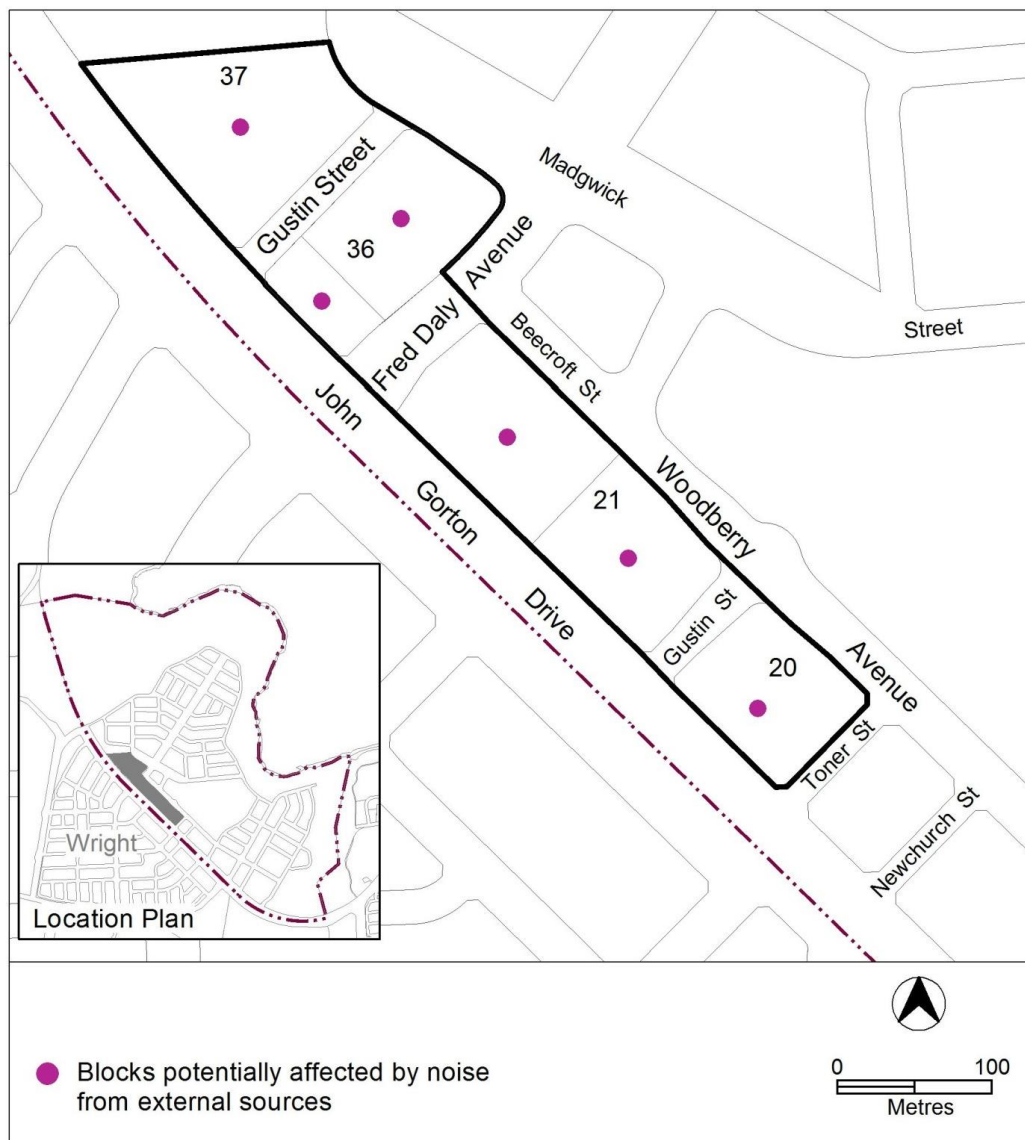 37
Gustin Street
36
Madgwick
Street
Fred Daly Avenue
Beecroft St
John Gorton Drive
21
Woodberry Avenue
Gustin St
20
Toner St
Newchurch St
Wright
Location Plan
Blocks potentially affected by noise
from external sources
0 100
Metres